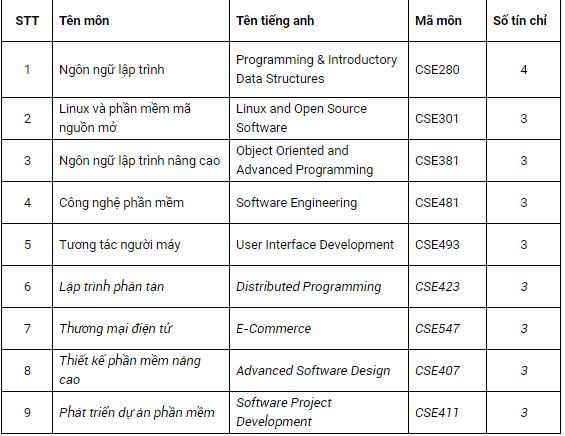 STT Tên môn Tên tiếng anh Mã môn Số tín chỉ
1 Ngôn ngữ lập trình Programming & Introductory Data Structures CSE280 4
2 Linux và phần mềm mã nguồn mở Linux and Open Source Software CSE301 3
3 Ngôn ngữ lập trình nâng cao Object Oriented and Advanced Programming CSE381 3
4 Công nghệ phần mềm Software Engineering CSE481 3
5 Tương tác người máy User Interface Development CSE493 3
6 Lập trình phân tán Distributed Programming CSE423 3
7 Thương mại điện tử E-Commerce CSE547 3
8 Thiết kế phần mềm nâng cao Advanced Software Design CSE407 3
9 Phát triển dự án phần mềm Software Project Development CSE411 3